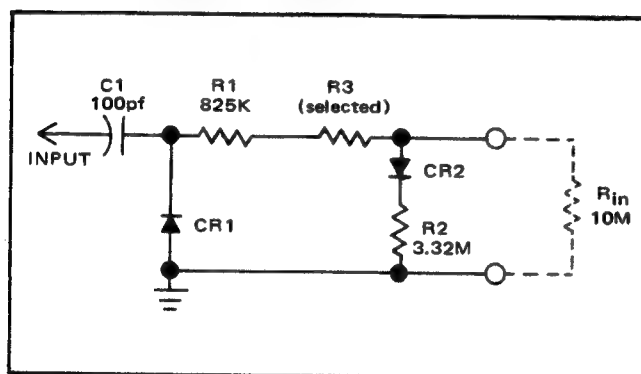 C1
100pf
R1
825K
R3
(selected)
INPUT
CR1
CR2
R2
3.32M
Rin
10M